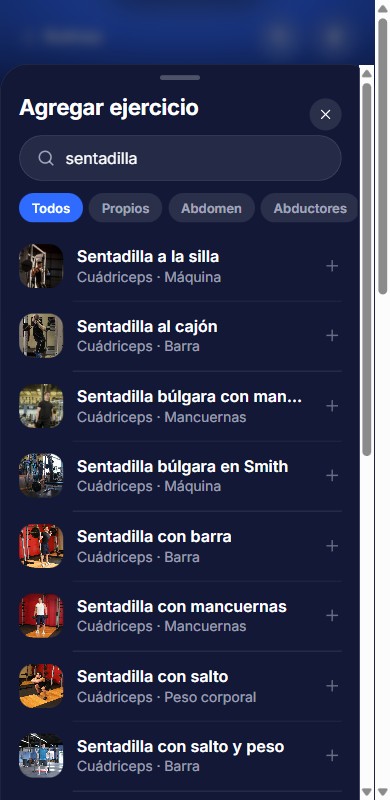 Agregar ejercicio
sentadilla
Todos
Propios
Abdomen
Abductores
Sentadilla a la silla
Cuádriceps · Máquina
Sentadilla al cajón
Cuádriceps · Barra
Sentadilla búlgara con man...
Cuádriceps · Mancuernas
Sentadilla búlgara en Smith
Cuádriceps · Máquina
Sentadilla con barra
Cuádriceps · Barra
Sentadilla con mancuernas
Cuádriceps · Mancuernas
Sentadilla con salto
Cuádriceps · Peso corporal
Sentadilla con salto y peso
Cuádriceps · Barra